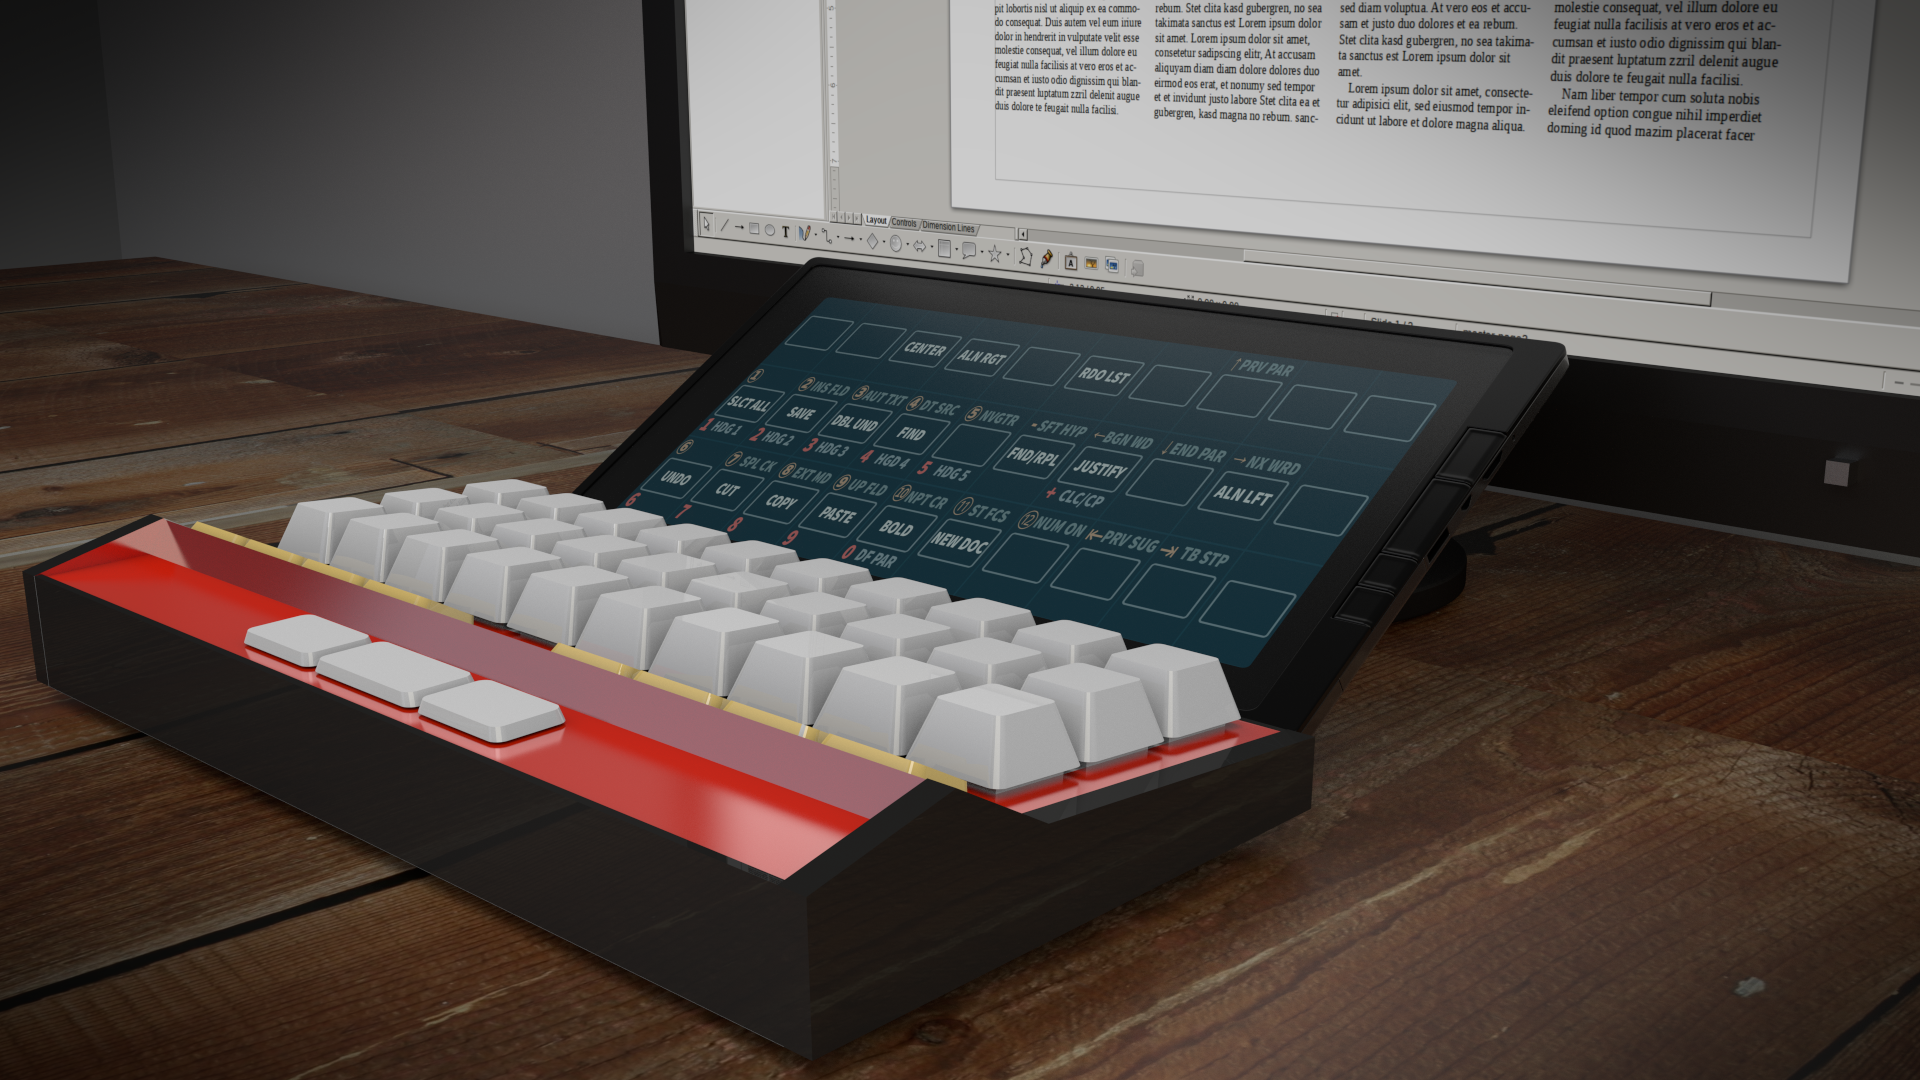 pit lobortis nisl ut aliquip ex ea commo-
do consequat. Duis autem vel eum iriure
dolor in hendrerit in vulputate velit esse
molestie consequat, vel illum dolore eu
feugiat nulla facilisis at vero eros et ac-
cumsan et iusto odio dignissim qui blan-
dit praesent luptatum zzril delenit augue
duis dolore te feugait nulla facilisi.
rebum. Stet clita kasd gubergren, no sea
takimata sanctus est Lorem ipsum dolor
sit amet. Lorem ipsum dolor sit amet,
consetetur sadipscing elitr, At accusam
aliquyam diam diam dolore dolores duo
eirmod eos erat, et nonumy sed tempor
et et invidunt justo labore Stet clita ea et
gubergren, kasd magna no rebum. sanc-
sed diam voluptua. At vero eos et accu-
sam et justo duo dolores et ea rebum.
Stet clita kasd gubergren, no sea takima-
ta sanctus est Lorem ipsum dolor sit
amet.
Lorem ipsum dolor sit amet, consecte-
tur adipisici elit, sed eiusmod tempor in-
cidunt ut labore et dolore magna aliqua.
molestie consequat, vel illum dolore eu
feugiat nulla facilisis at vero eros et ac-
cumsan et iusto odio dignissim qui blan-
dit praesent luptatum zzril delenit augue
duis dolore te feugait nulla facilisi.
Nam liber tempor cum soluta nobis
eleifend option congue nihil imperdiet
doming id quod mazim placerat facer
Layout Controls Dimension Lines
↑PRV PAR
CENTER ALN RGT RDO LST
① ②INS FLD ③AUT TXT ④DT SRC ⑤NVGTR •SFT HYP ←BGN WD ↓END PAR →NX WRD
SLCT ALL SAVE DBL UND FIND FND/RPL JUSTIFY ALN LFT
1 HDG 1 2 HDG 2 3 HDG 3 4 HGD 4 5 HDG 5 + CLC/CP
⑥ ⑦SPL CK ⑧EXT MD ⑨UP FLD ⑩NPT CR ⑪ST FCS ⑫NUM ON ⇤PRV SUG ⇥TB STP
UNDO CUT COPY PASTE BOLD NEW DOC
6 7 8 9 0 DF PAR